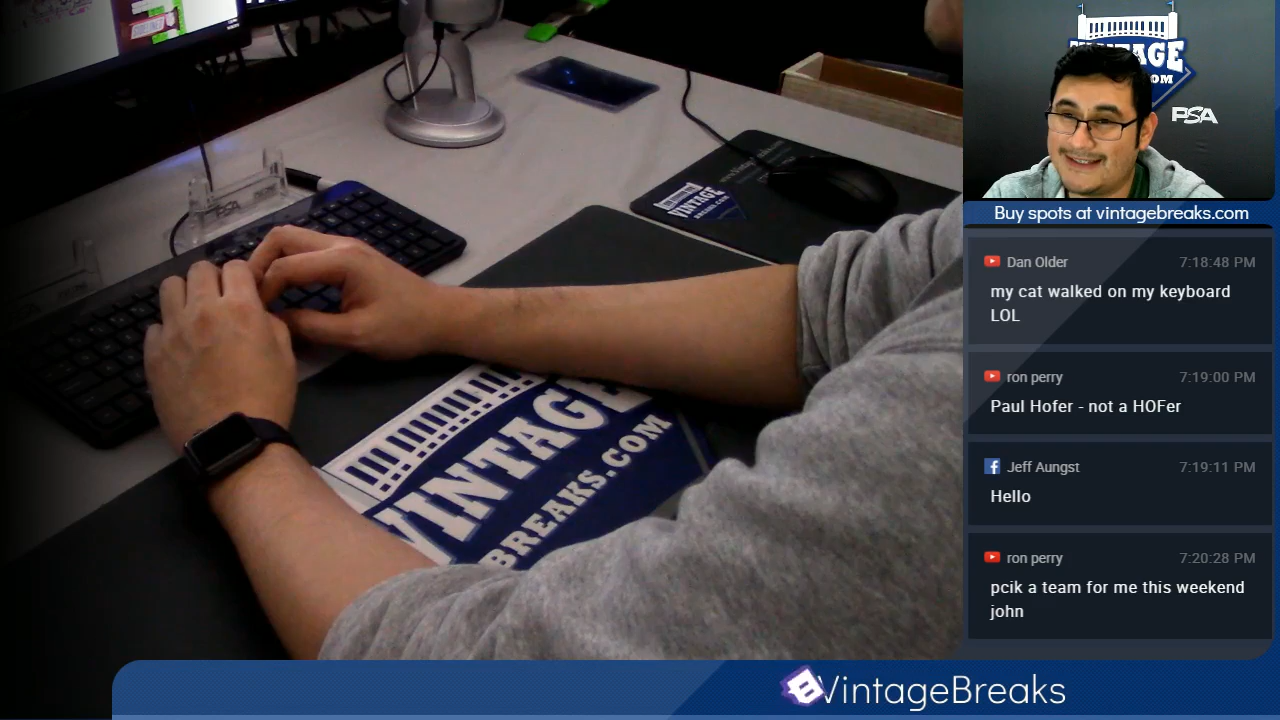 VINTAGE
.COM
PSA
Buy spots at vintagebreaks.com
Dan Older 7:18:48 PM
my cat walked on my keyboard
LOL
ron perry 7:19:00 PM
Paul Hofer - not a HOFer
Jeff Aungst 7:19:11 PM
Hello
ron perry 7:20:28 PM
pcik a team for me this weekend
john
VINTAGE
BREAKS.COM
PSA
VINTAGE
BREAKS.COM
VintageBreaks